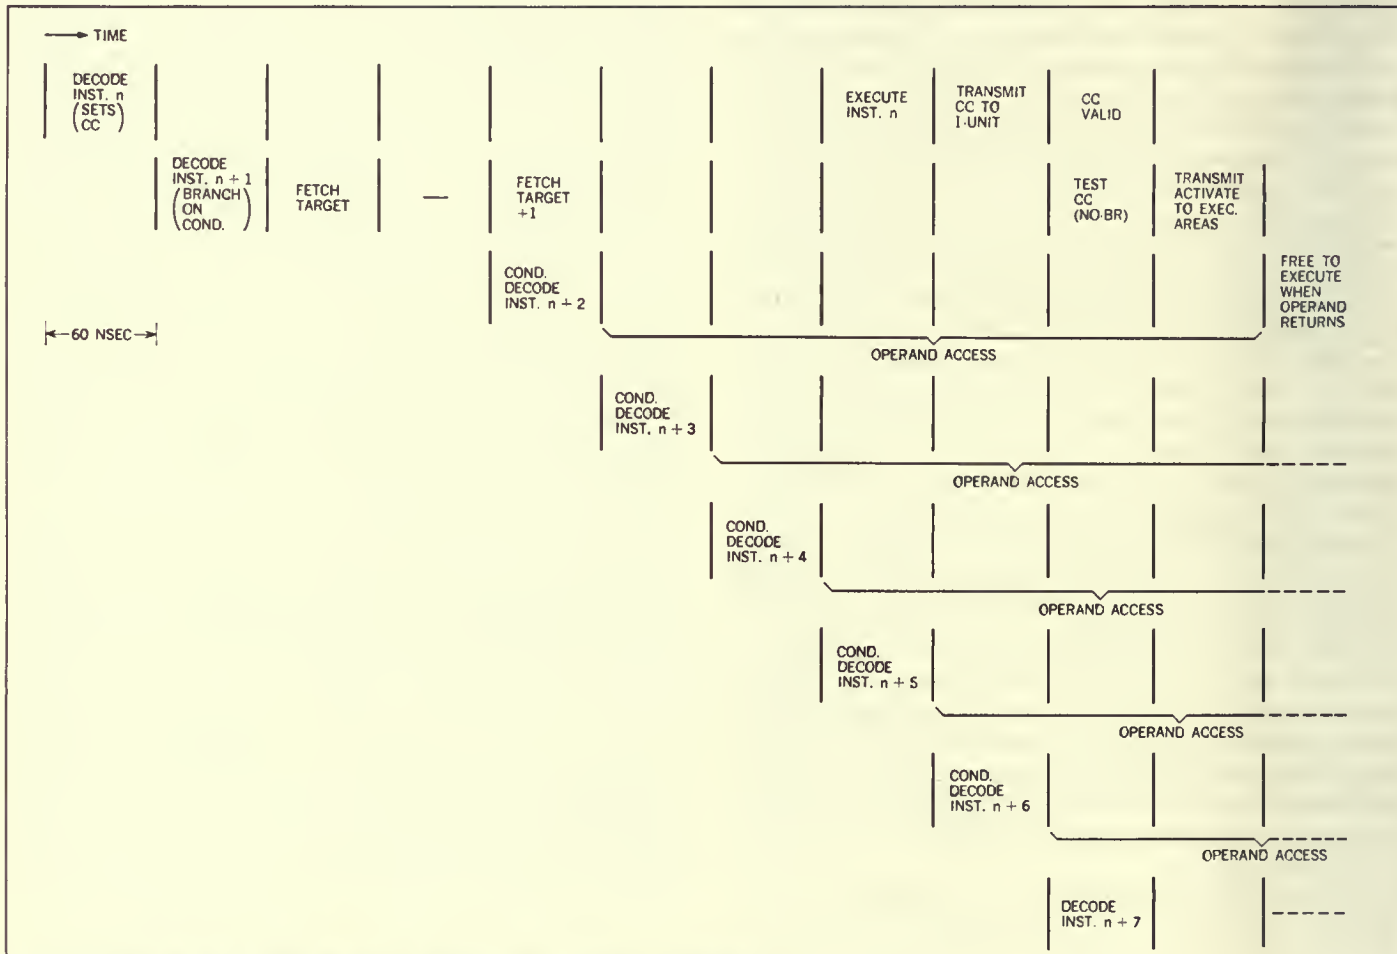 → TIME
DECODE
INST. n
(SETS
CC)
EXECUTE
INST. n
TRANSMIT
CC TO
I-UNIT
CC
VALID
DECODE
INST. n + 1
(BRANCH
ON
COND.)
FETCH
TARGET
—
FETCH
TARGET
+1
TEST
CC
(NO-BR)
TRANSMIT
ACTIVATE
TO EXEC.
AREAS
COND.
DECODE
INST. n + 2
FREE TO
EXECUTE
WHEN
OPERAND
RETURNS
60 NSEC
OPERAND ACCESS
COND.
DECODE
INST. n + 3
OPERAND ACCESS
COND.
DECODE
INST. n + 4
OPERAND ACCESS
COND.
DECODE
INST. n + 5
OPERAND ACCESS
COND.
DECODE
INST. n + 6
OPERAND ACCESS
DECODE
INST. n + 7